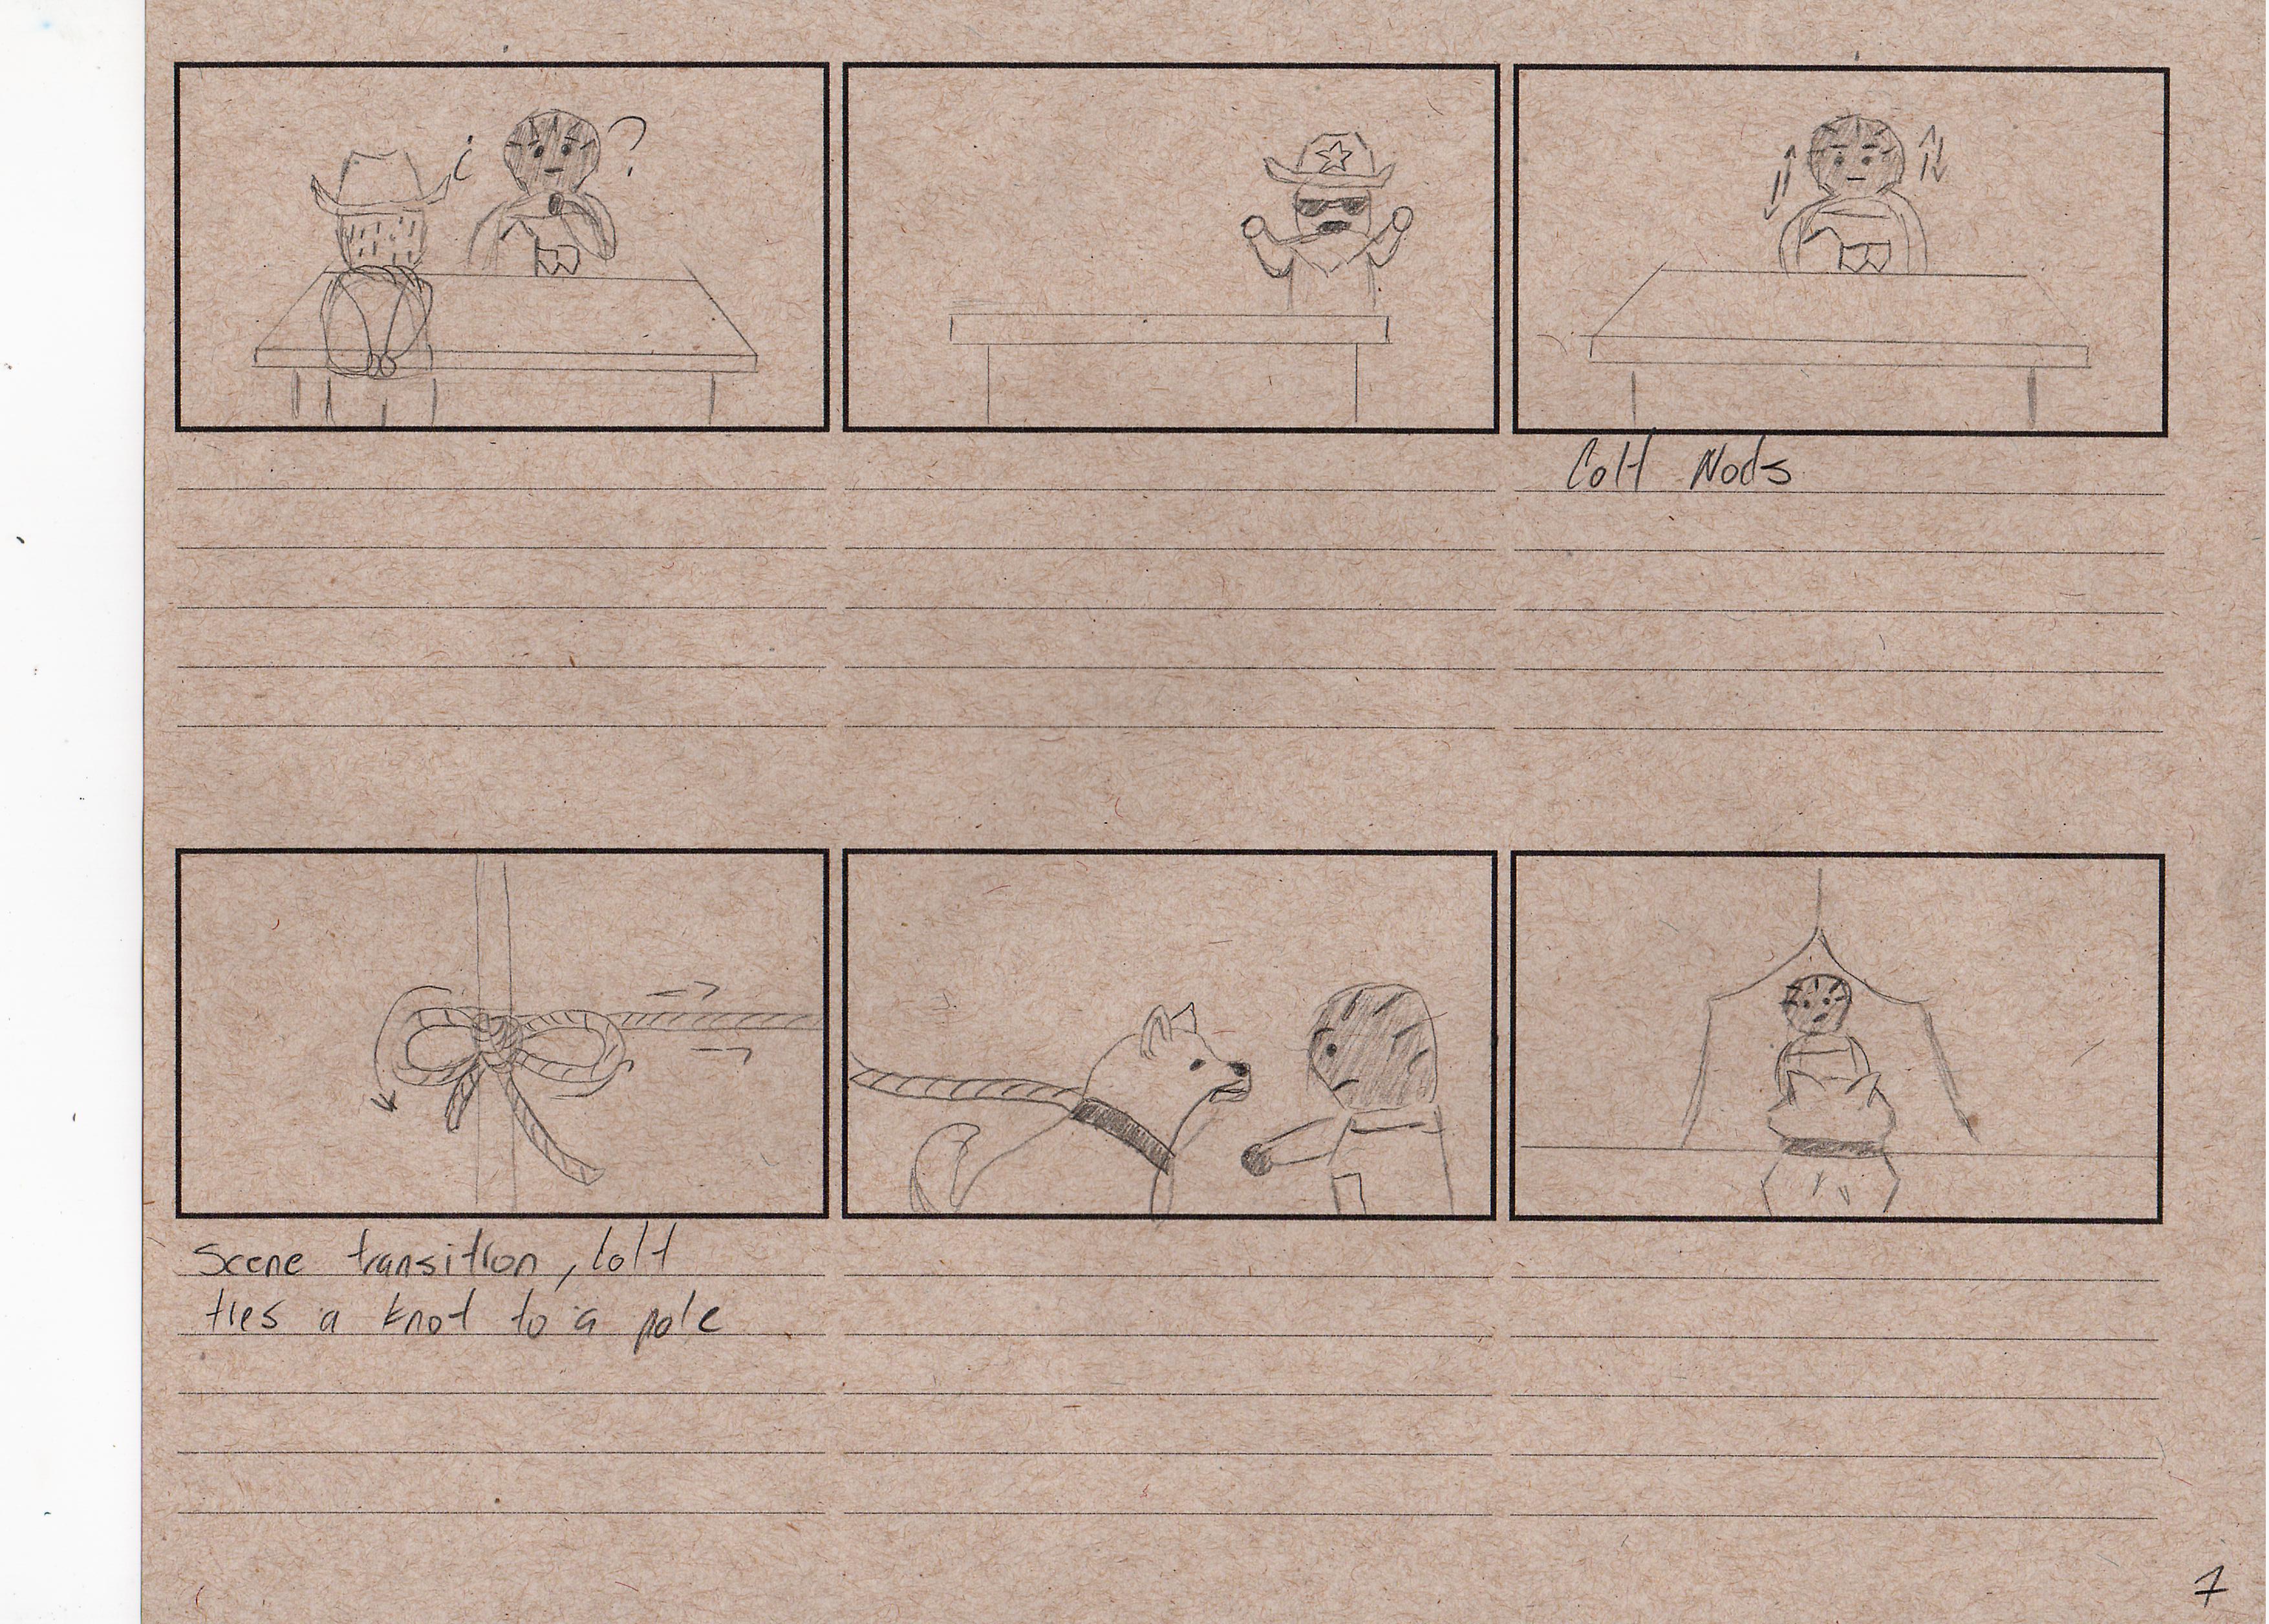 ¿ ?
Colt Nods
Scene transition, Colt
ties a knot to a pole
7